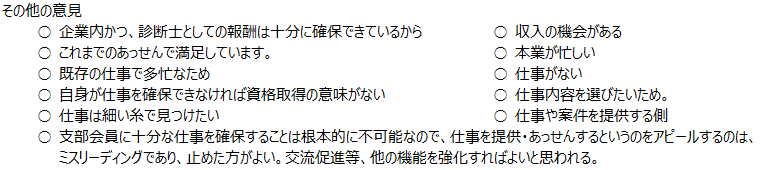 その他の意見
○ 企業内かつ、診断士としての報酬は十分に確保できているから
○ 収入の機会がある
○ これまでのあっせんで満足しています。
○ 本業が忙しい
○ 既存の仕事で多忙なため
○ 仕事がない
○ 自身が仕事を確保できなければ資格取得の意味がない
○ 仕事内容を選びたいため。
○ 仕事は細い糸で見つけたい
○ 仕事や案件を提供する側
○ 支部会員に十分な仕事を確保することは根本的に不可能なので、仕事を提供・あっせんするというのをアピールするのは、
ミスリーディングであり、止めた方がよい。交流促進等、他の機能を強化すればよいと思われる。